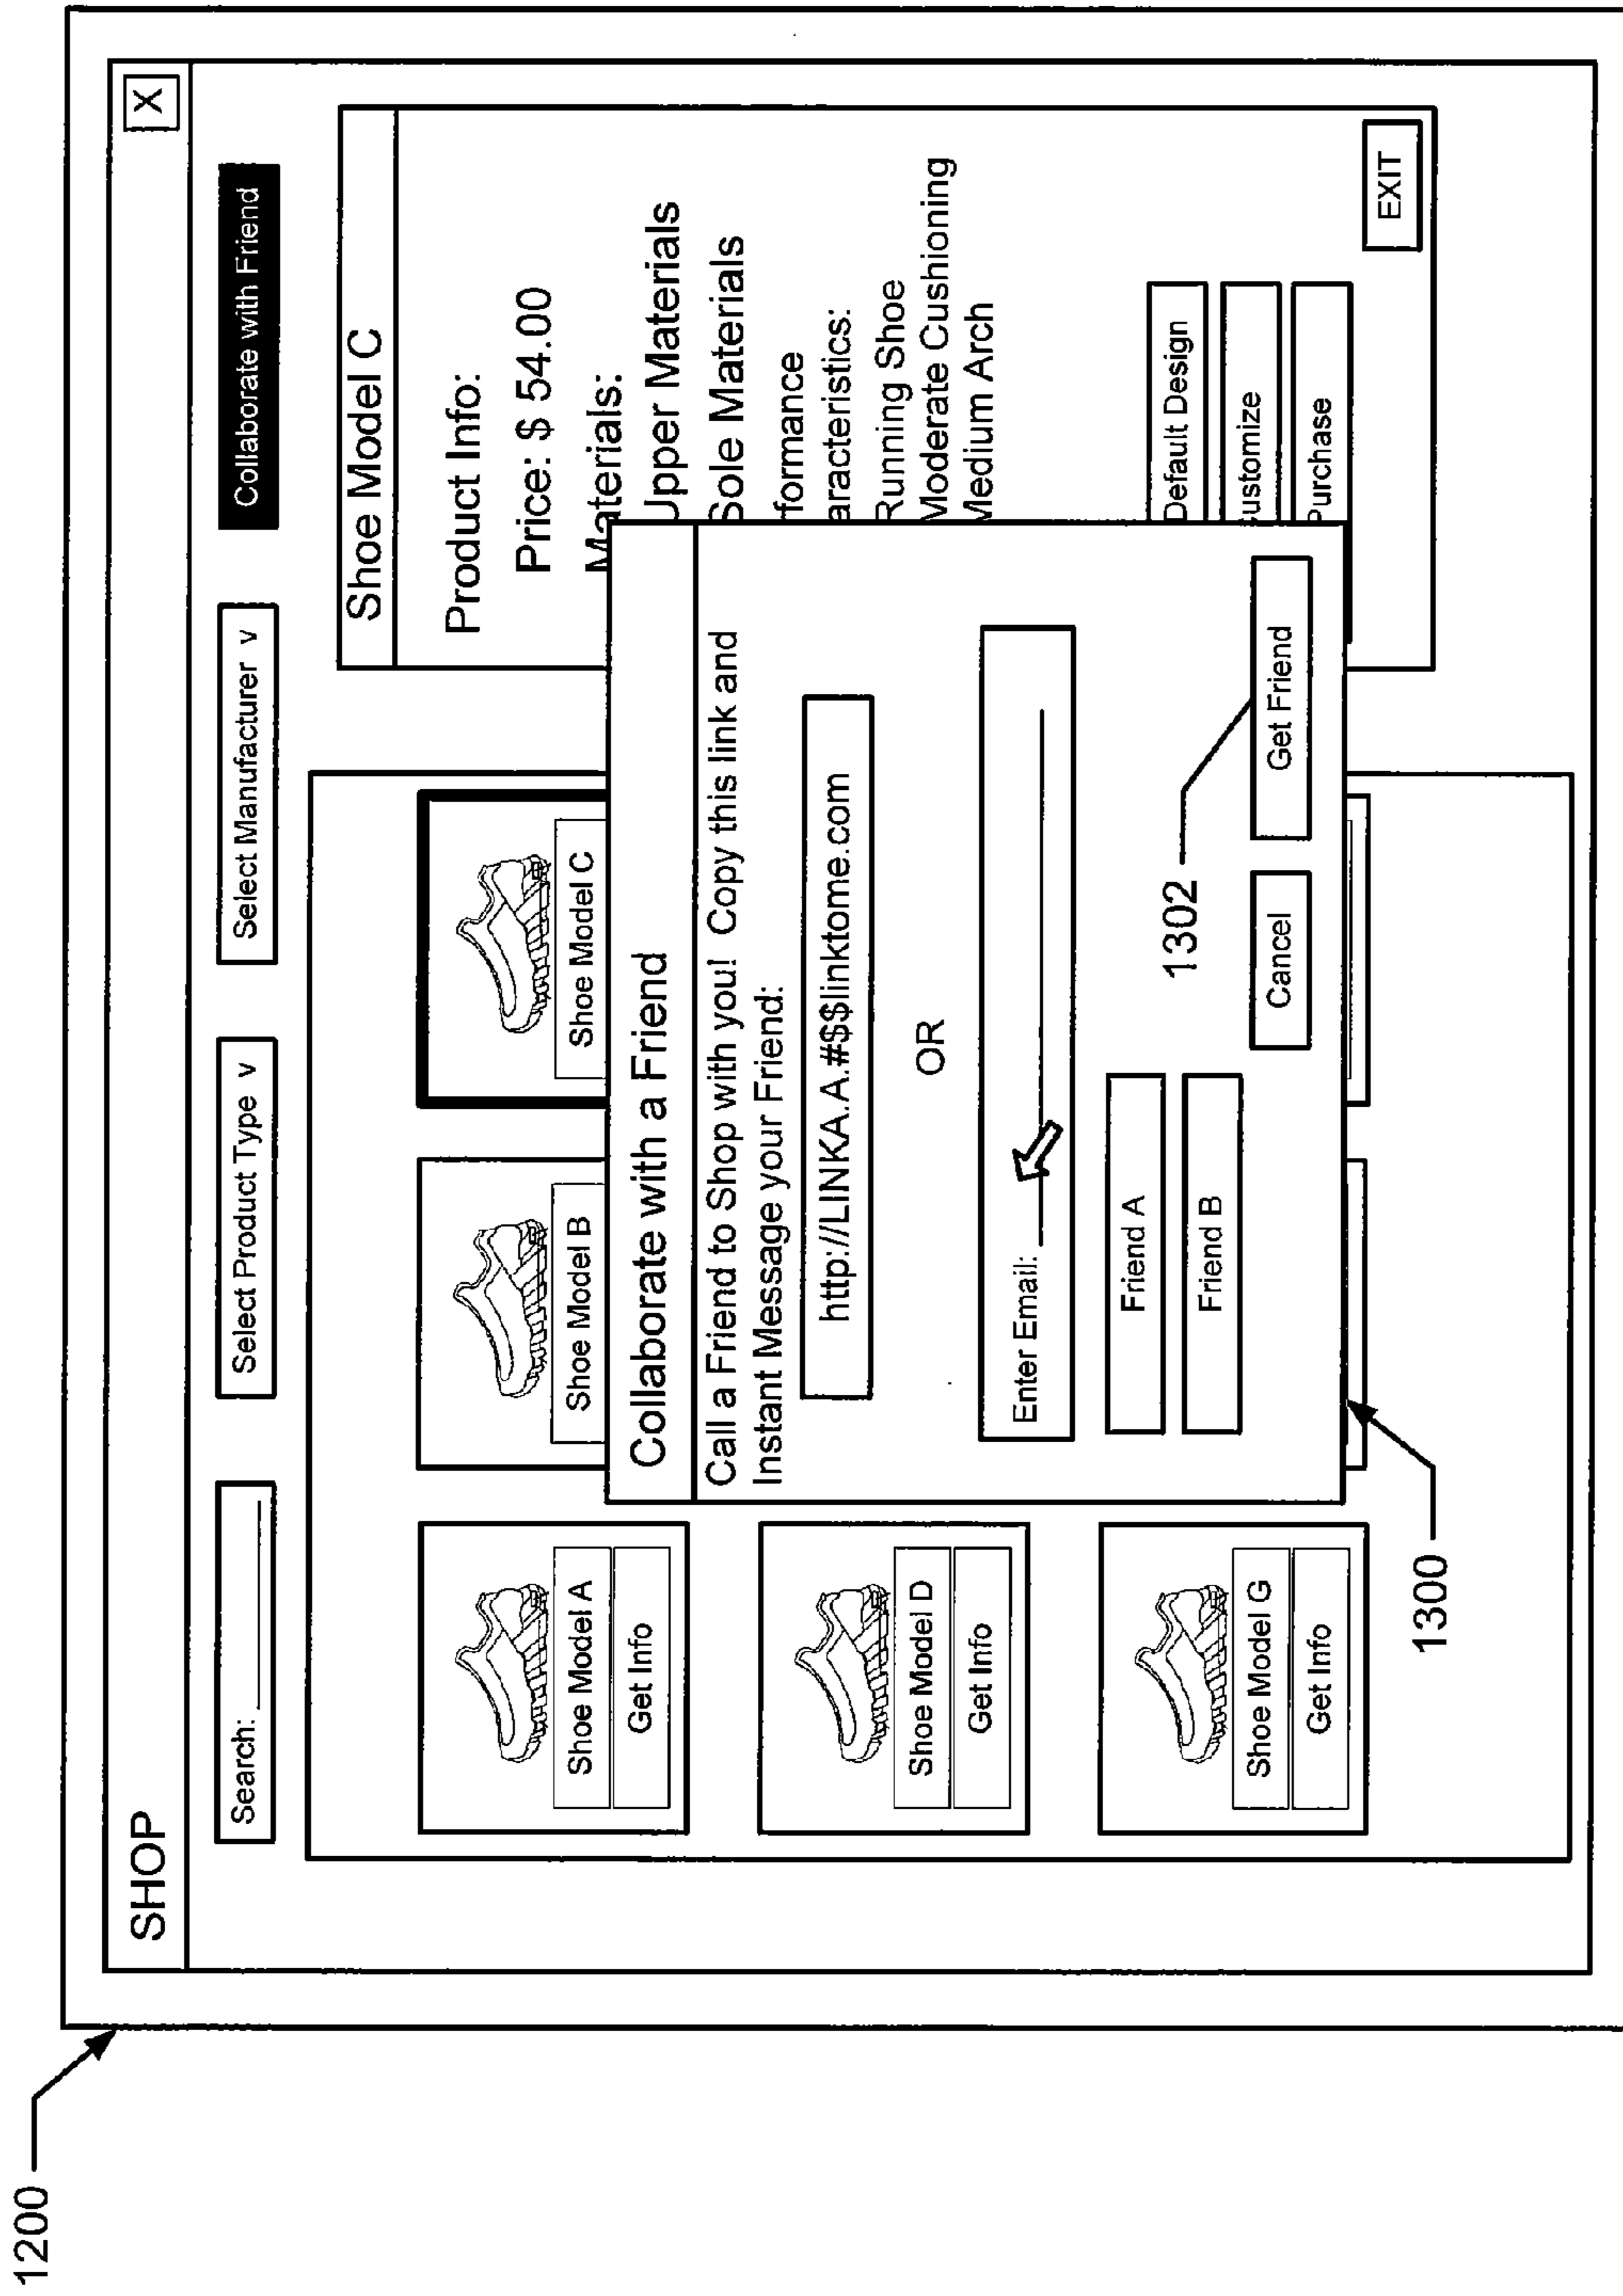 1200
SHOP
X
Search:
Select Product Type v
Select Manufacturer v
Collaborate with Friend
Shoe Model A
Get Info
Shoe Model B
Shoe Model C
Shoe Model D
Get Info
Shoe Model G
Get Info
Shoe Model C
Product Info:
Price: $ 54.00
Materials:
Upper Materials
Sole Materials
formance
aracteristics:
Running Shoe
Moderate Cushioning
Medium Arch
Default Design
ustomize
Purchase
EXIT
Collaborate with a Friend
Call a Friend to Shop with you! Copy this link and
Instant Message your Friend:
http://LINKA.A.#$$linktome.com
OR
Enter Email:
Friend A
Friend B
Cancel
Get Friend
1302
1300